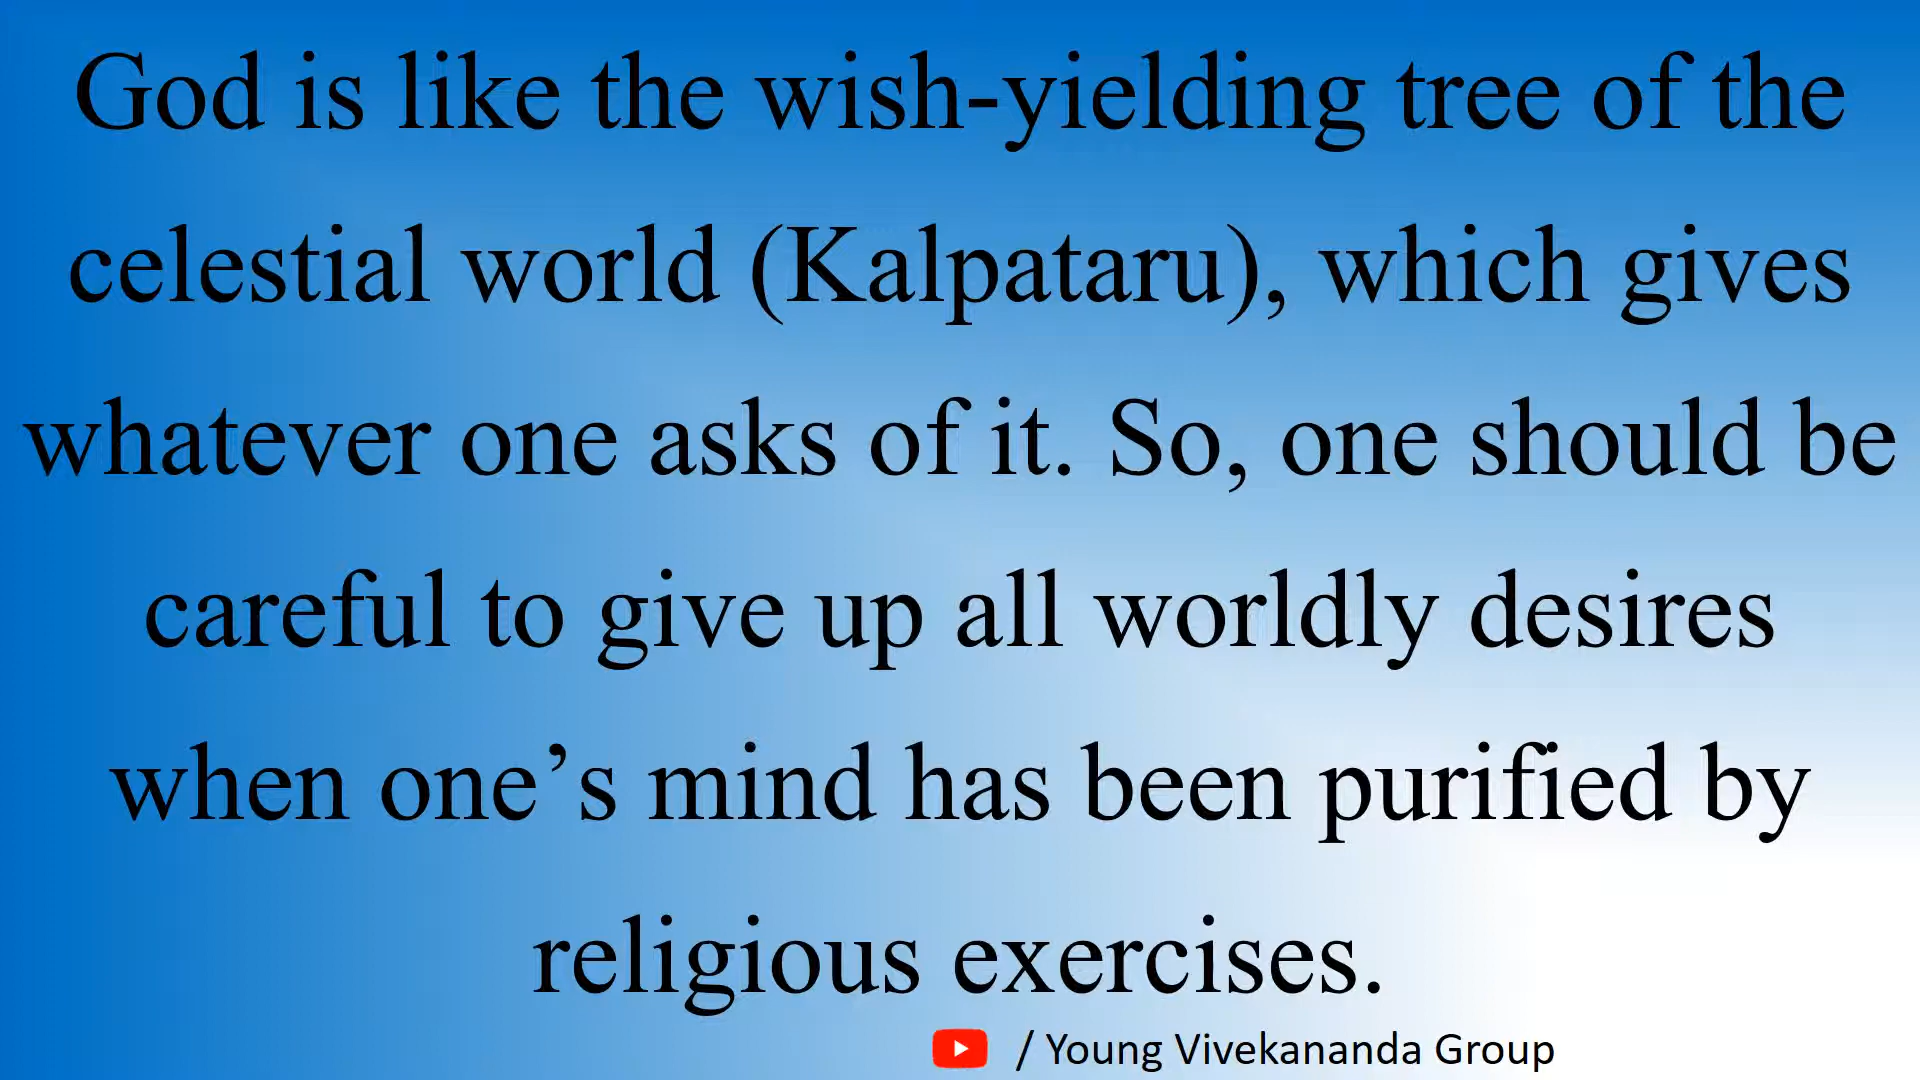 God is like the wish-yielding tree of the
celestial world (Kalpataru), which gives
whatever one asks of it. So, one should be
careful to give up all worldly desires
when one’s mind has been purified by
religious exercises.
/ Young Vivekananda Group